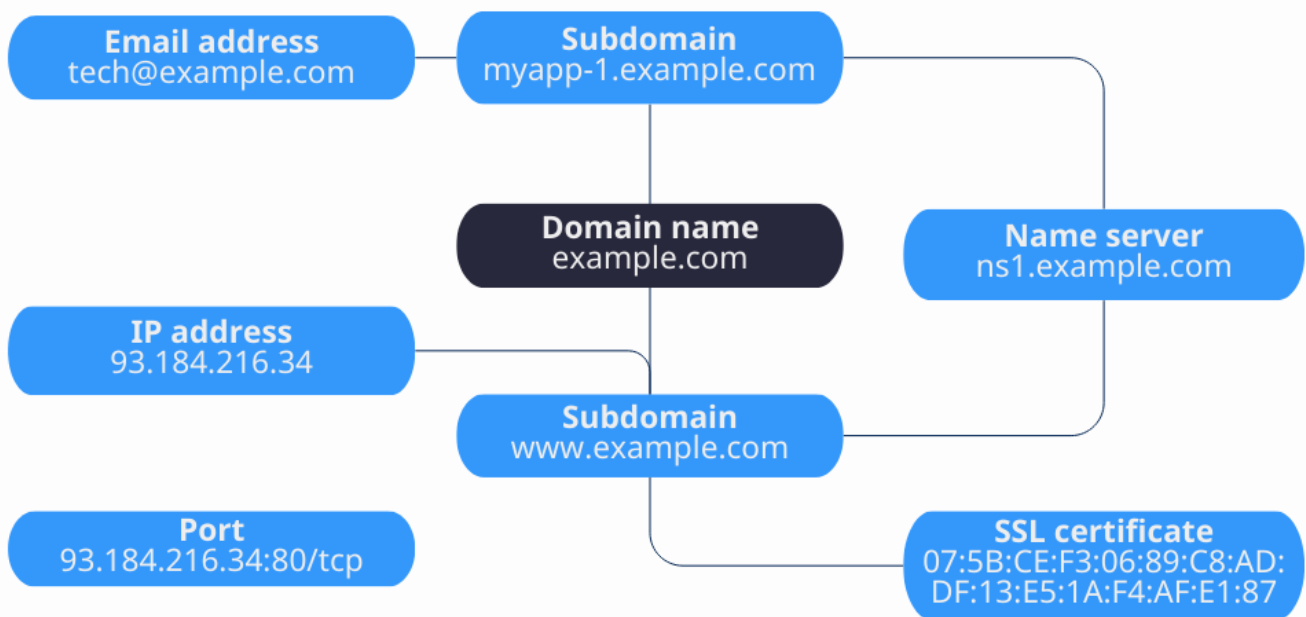 Email address
tech@example.com
Subdomain
myapp-1.example.com
Domain name
example.com
Name server
ns1.example.com
IP address
93.184.216.34
Subdomain
www.example.com
Port
93.184.216.34:80/tcp
SSL certificate
07:5B:CE:F3:06:89:C8:AD:
DF:13:E5:1A:F4:AF:E1:87